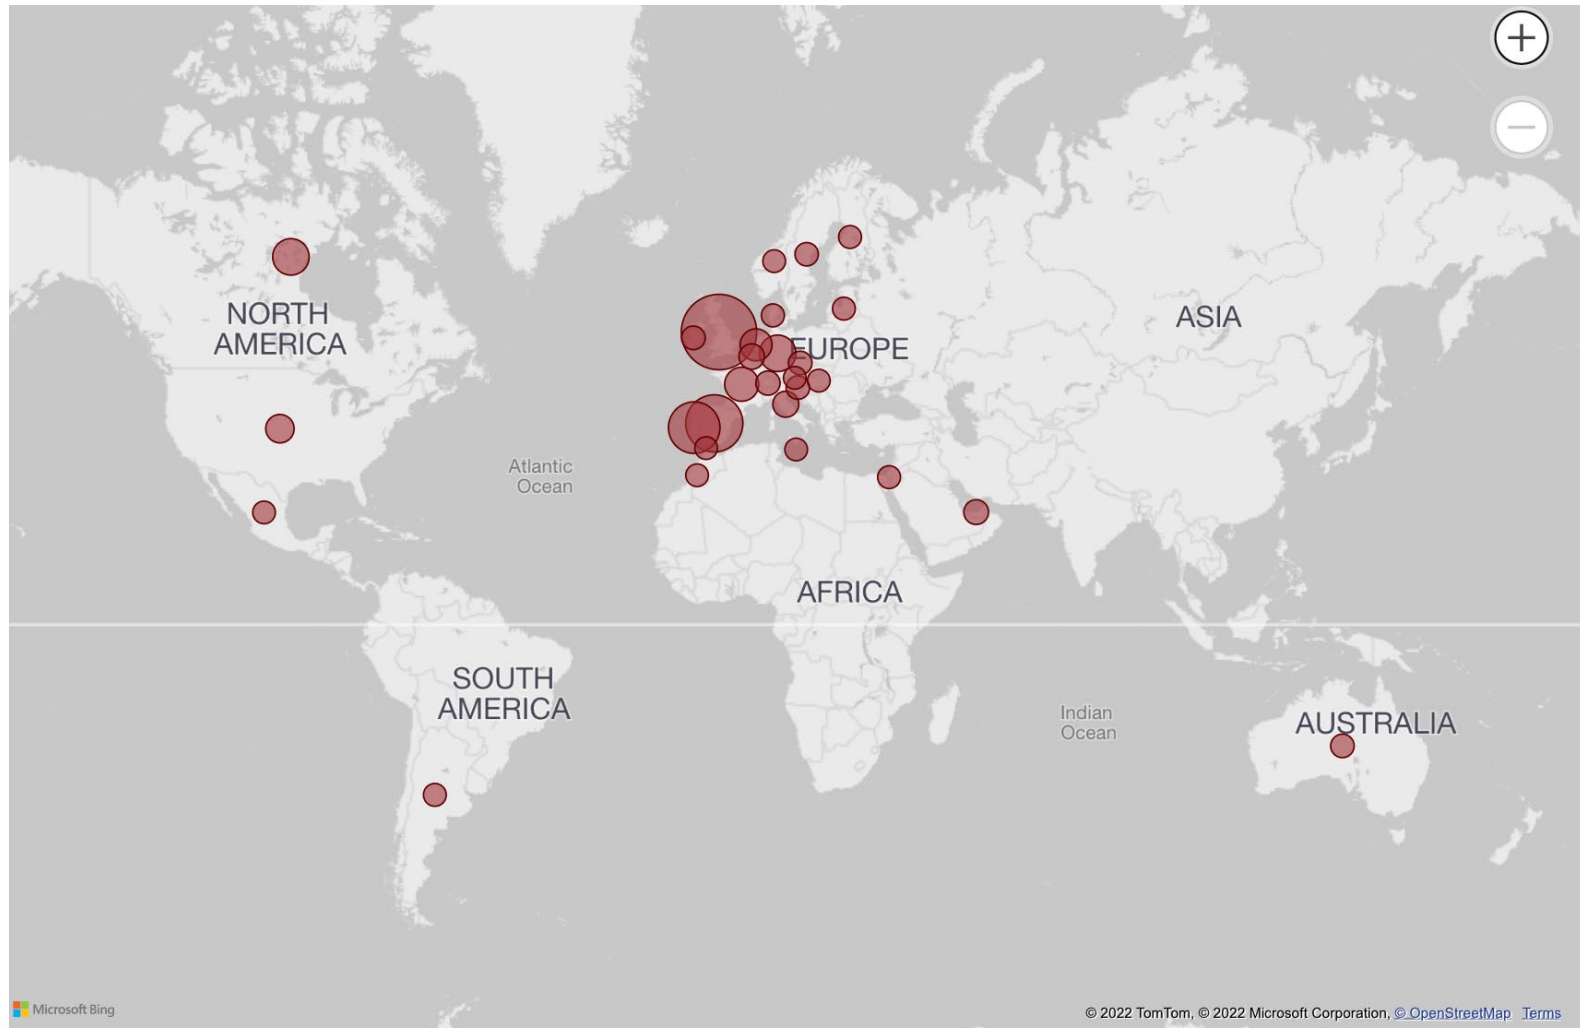 NORTH
AMERICA
ASIA
EUROPE
Atlantic
Ocean
AFRICA
SOUTH
AMERICA
Indian
Ocean
AUSTRALIA
Microsoft Bing
© 2022 TomTom, © 2022 Microsoft Corporation, © OpenStreetMap Terms